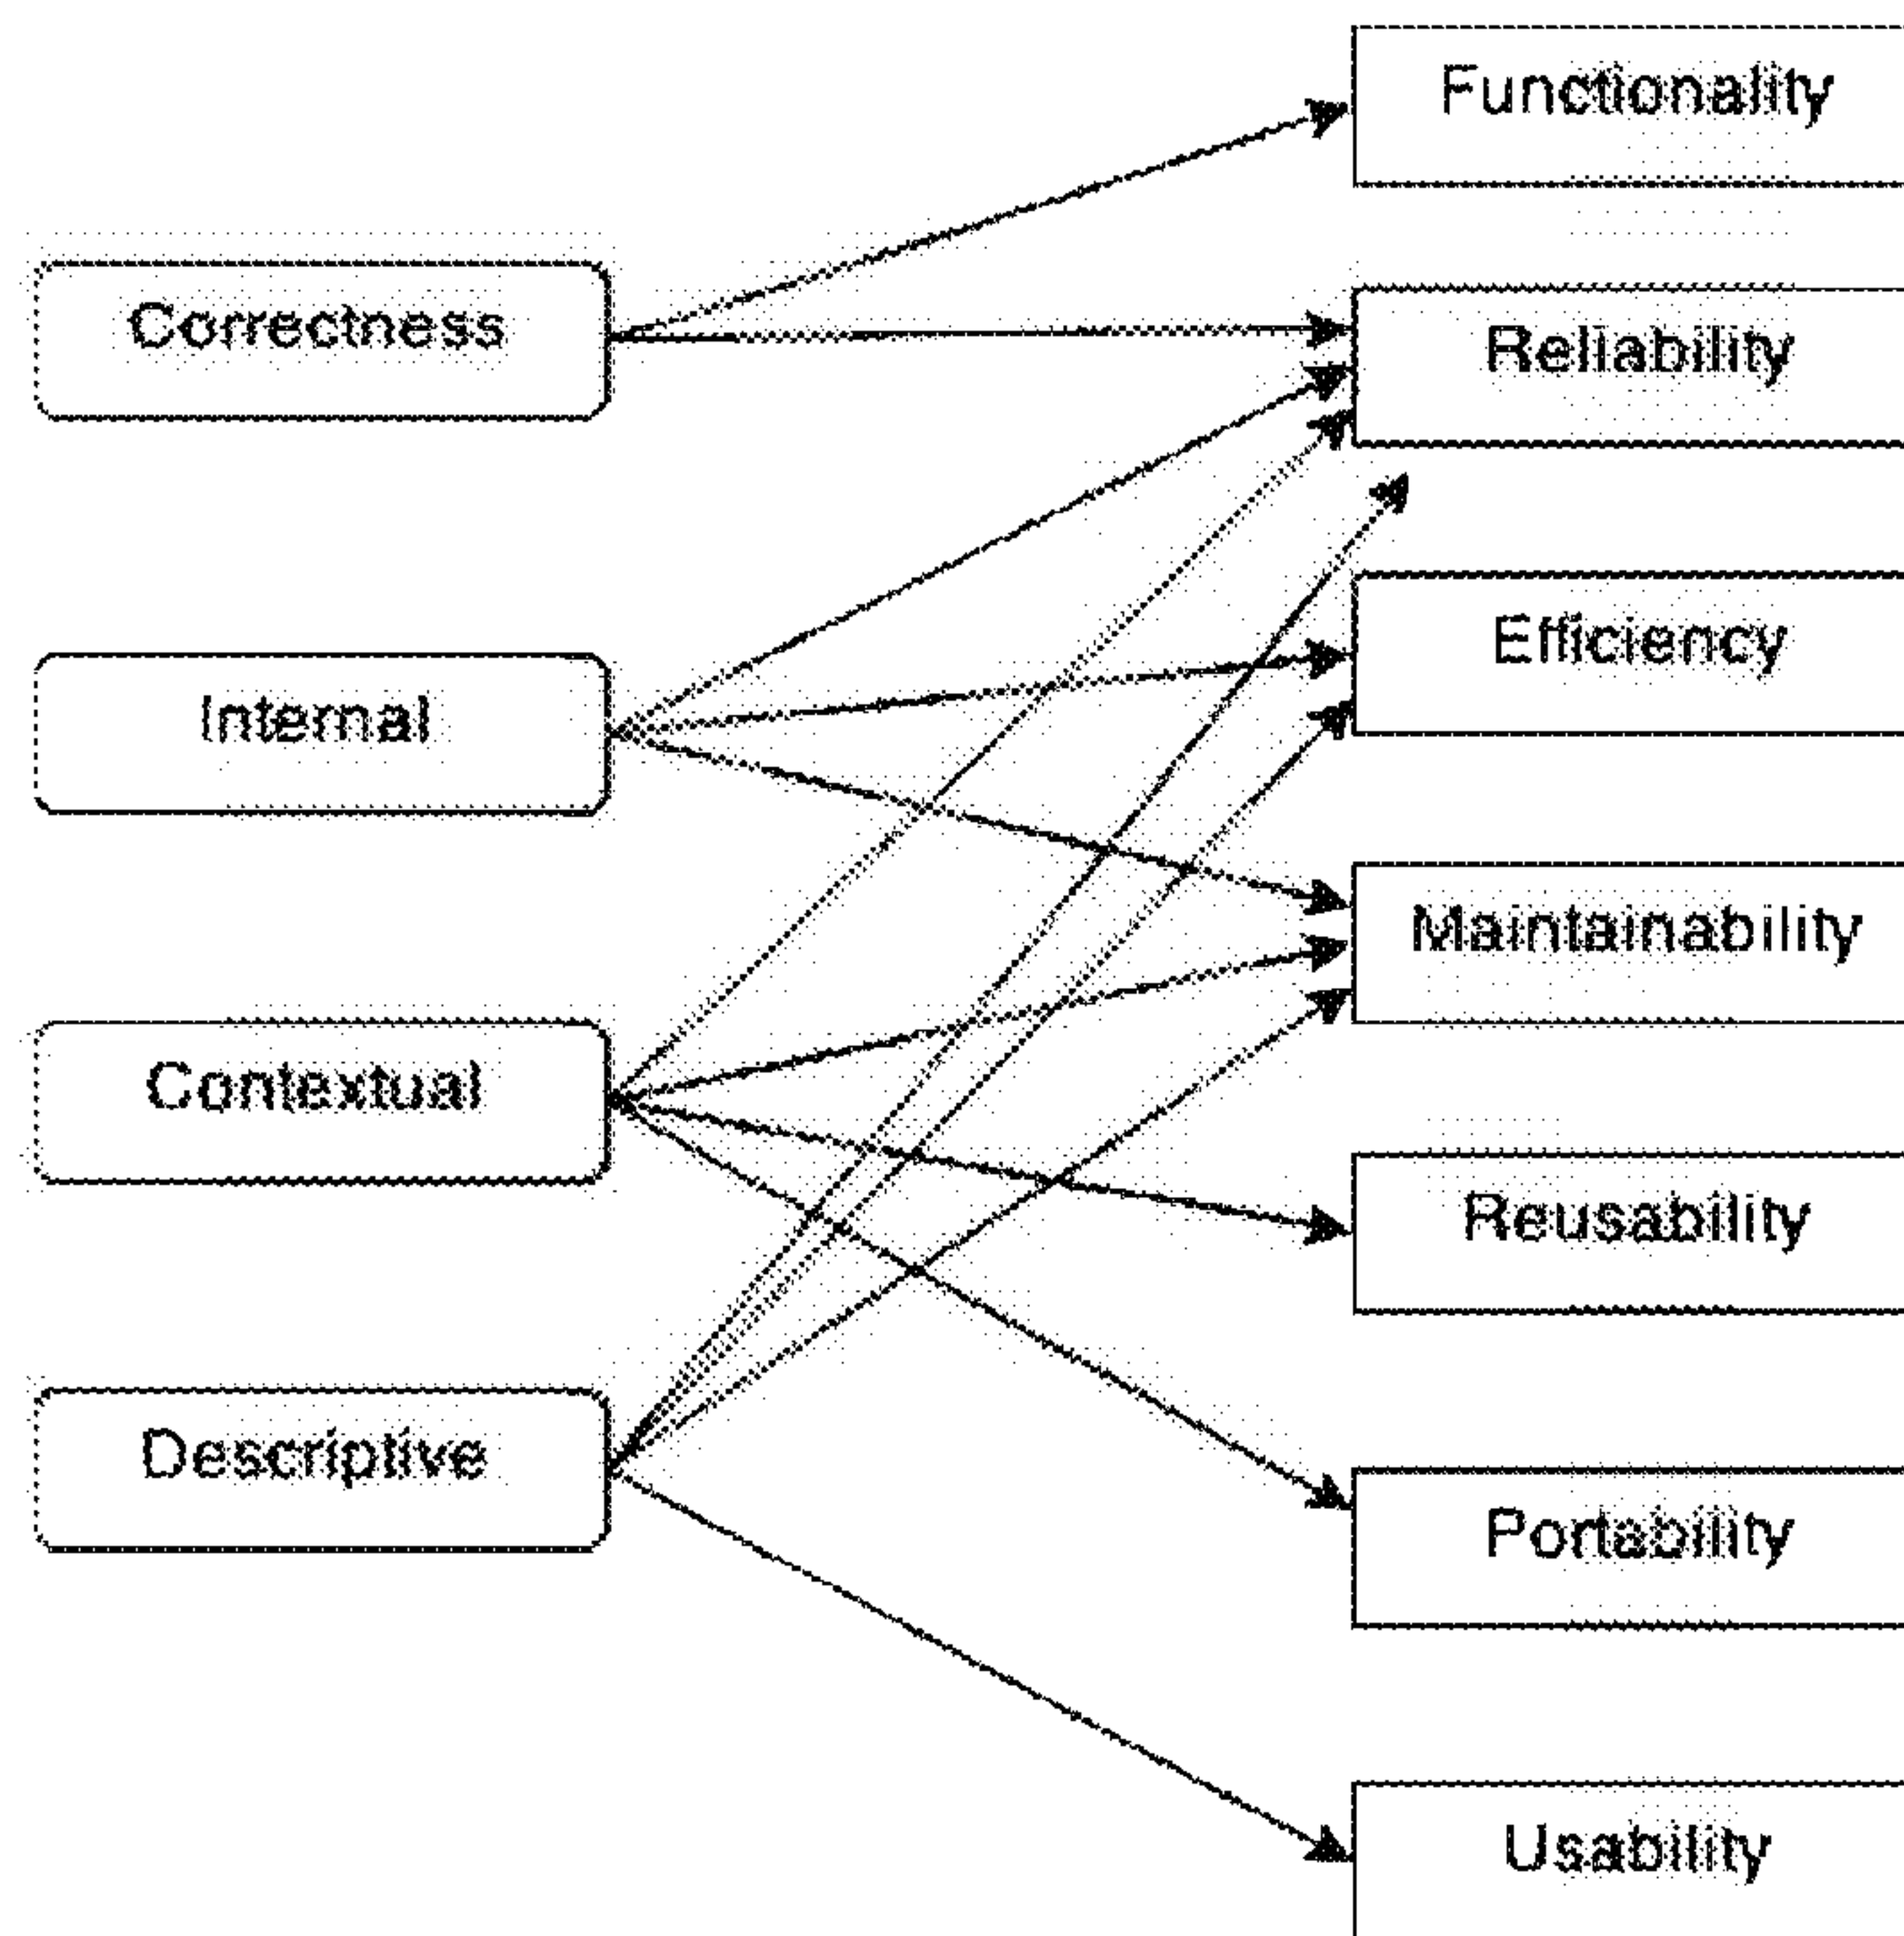 Functionality
Correctness
Reliability
Efficiency
Internal
Maintainability
Contextual
Reusability
Descriptive
Portability
Usability